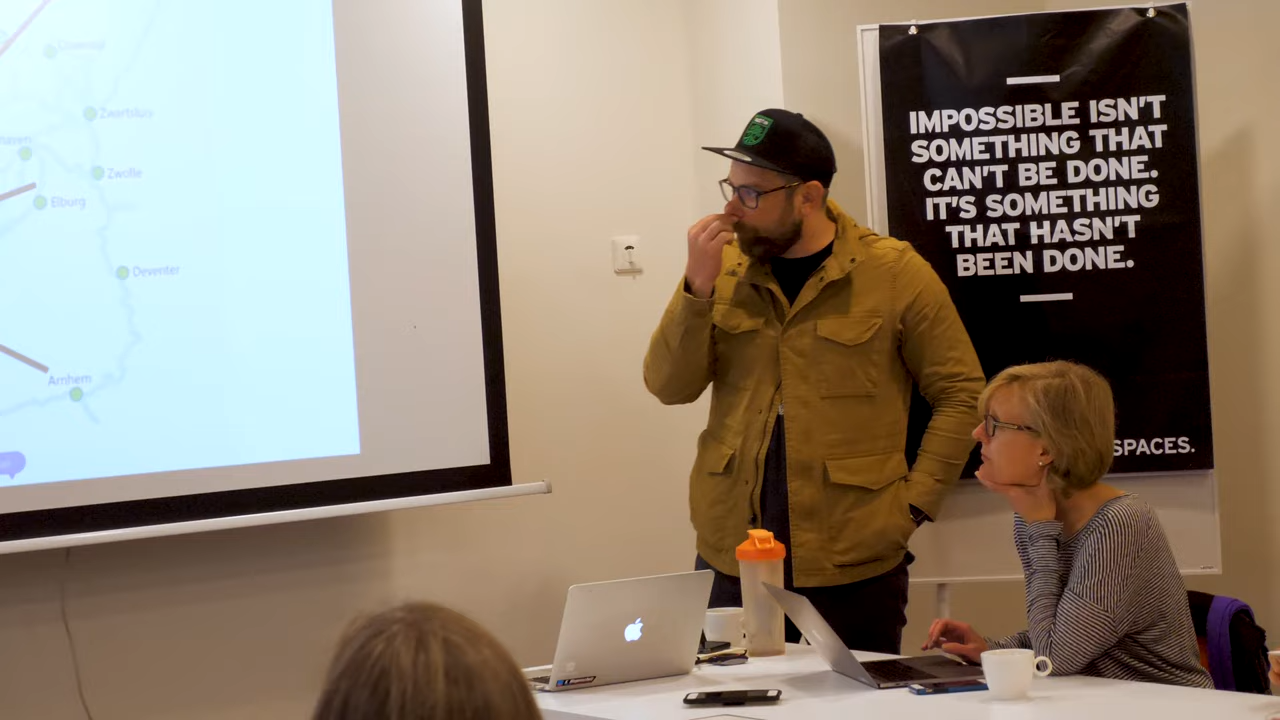 Zwartsluis
Zwolle
Elburg
Deventer
Arnhem
IMPOSSIBLE ISN'T
SOMETHING THAT
CAN'T BE DONE.
IT'S SOMETHING
THAT HASN'T
BEEN DONE.
SPACES.